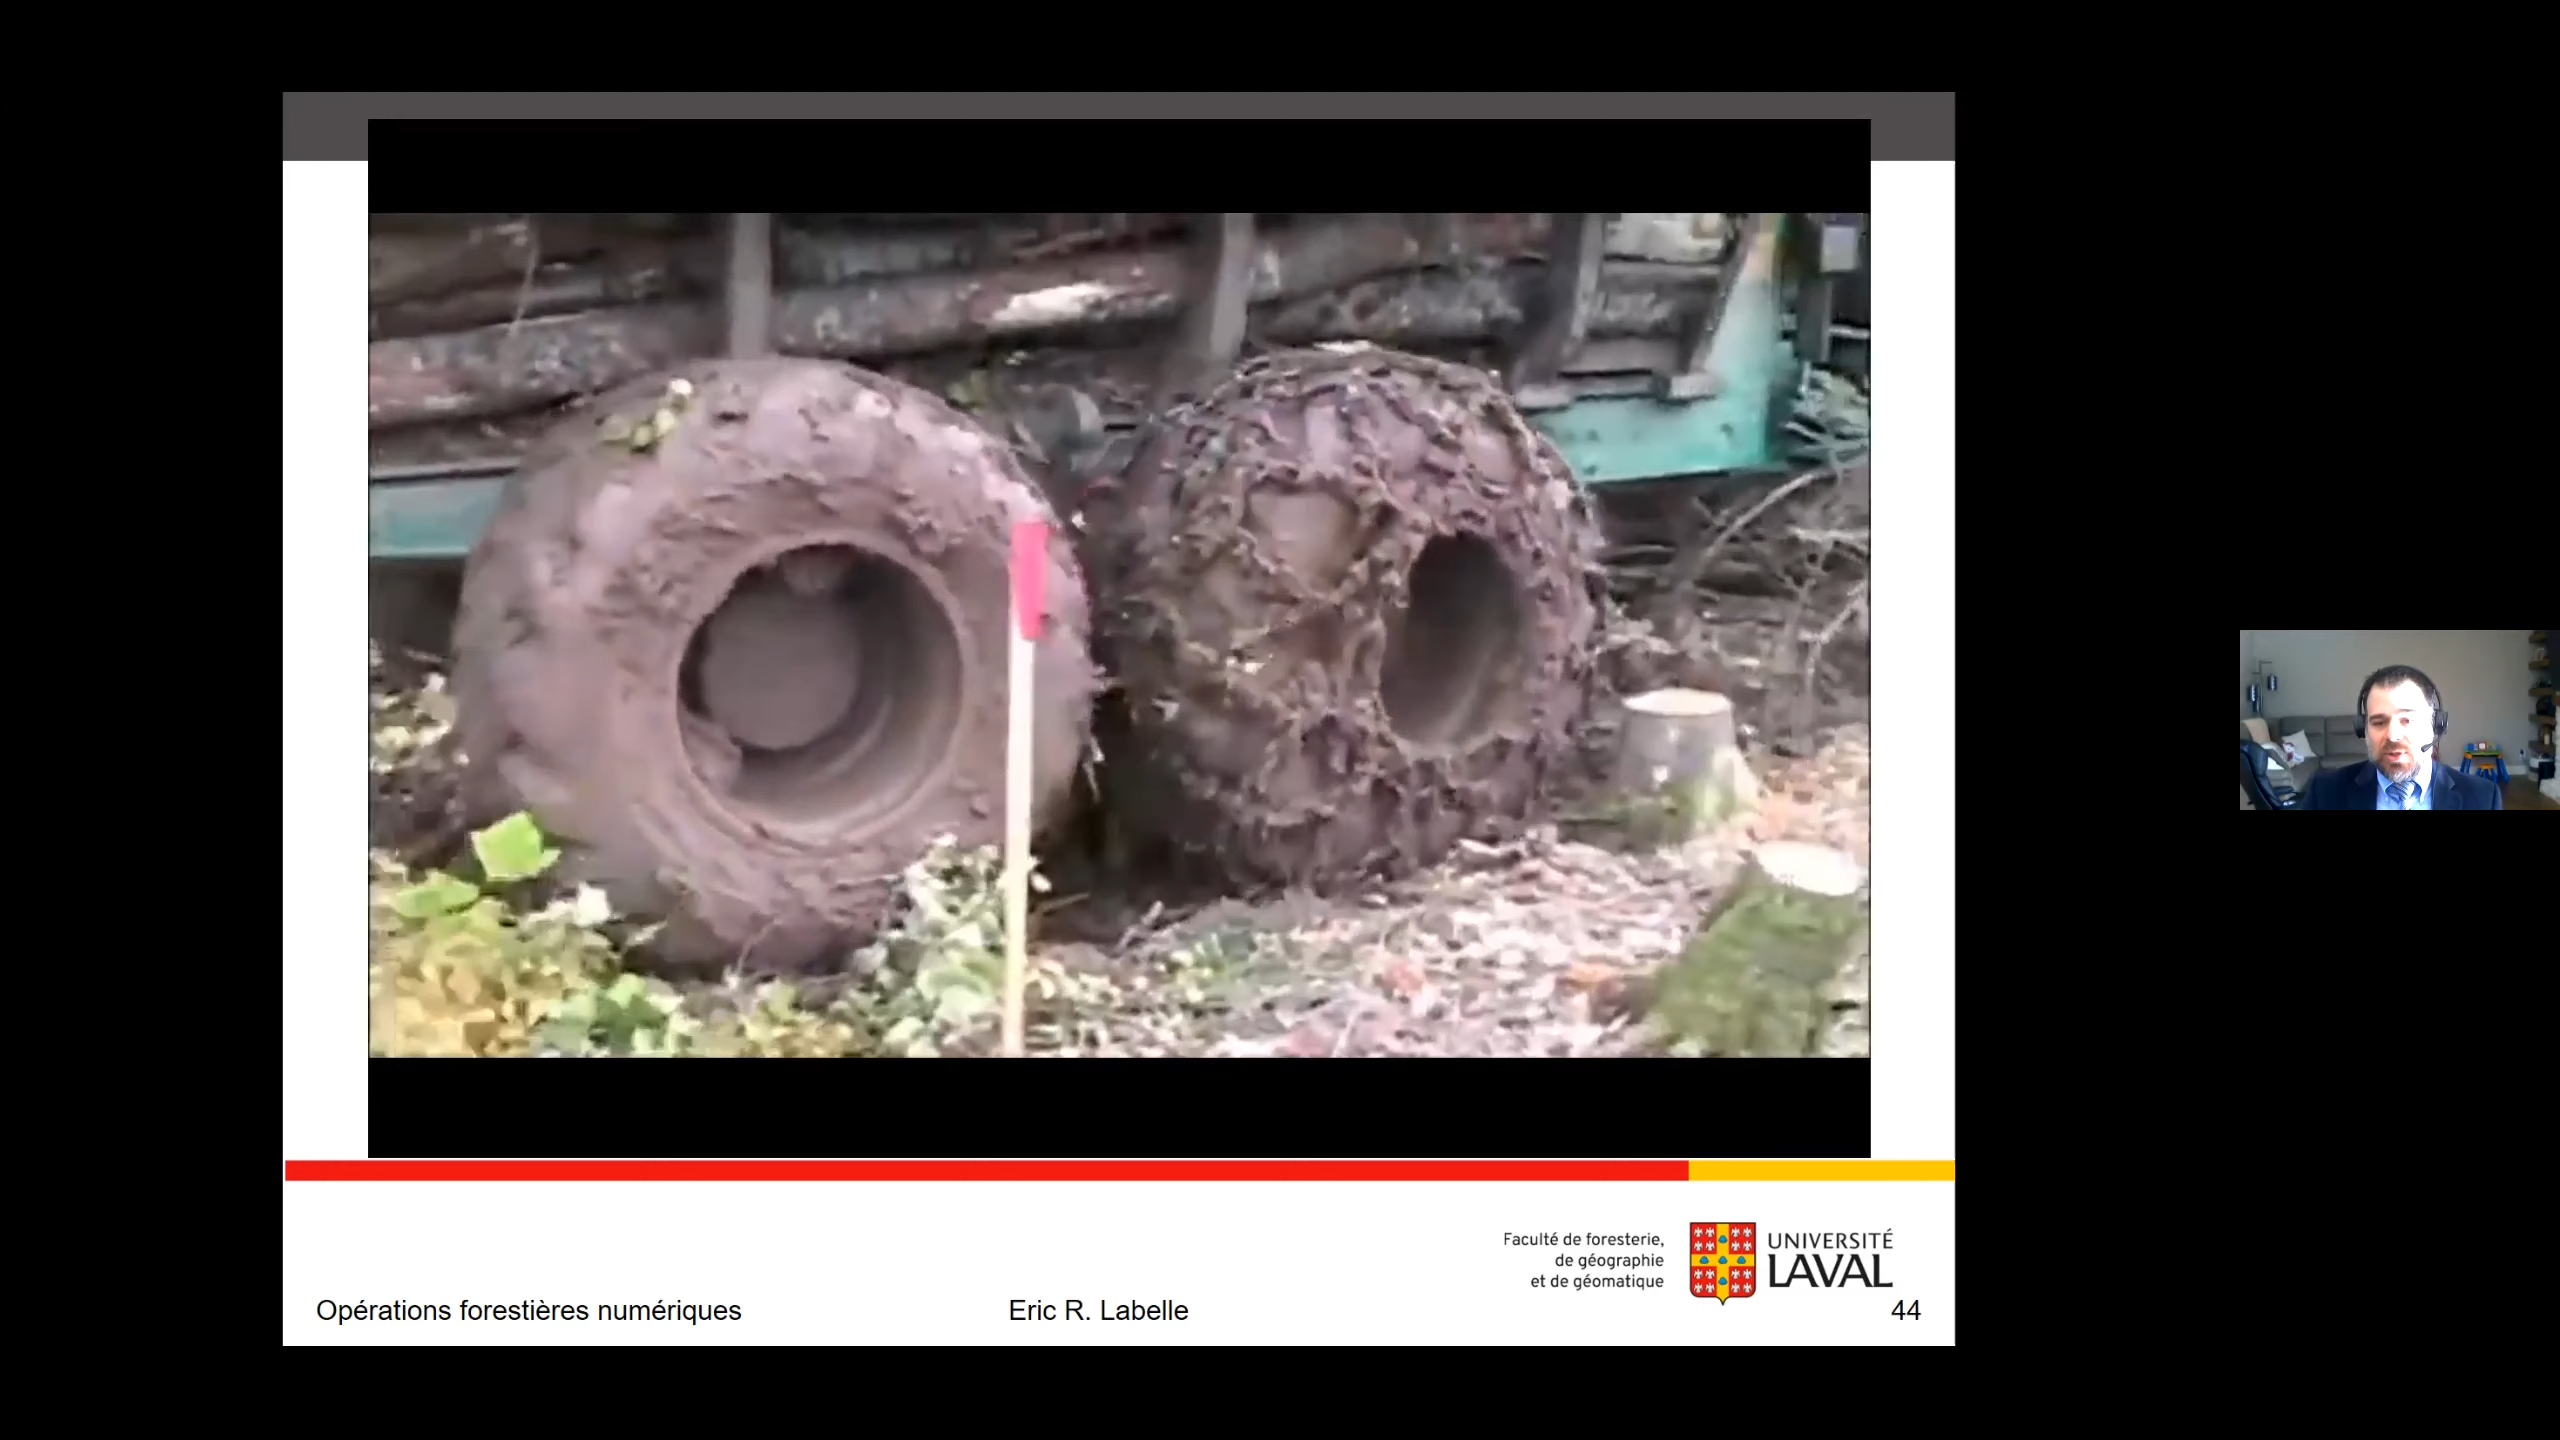 Faculté de foresterie,
de géographie
et de géomatique
UNIVERSITÉ
LAVAL
Opérations forestières numériques
Eric R. Labelle
44